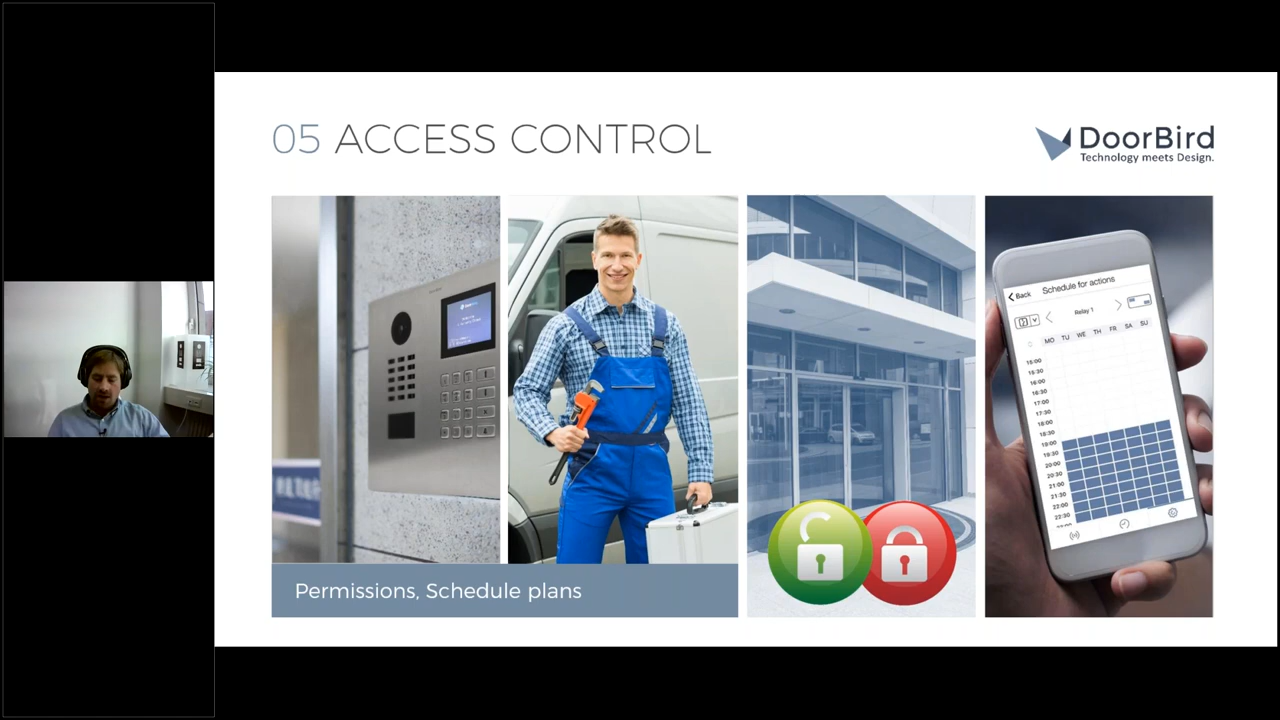 05 ACCESS CONTROL
DoorBird
Technology meets Design.
Permissions, Schedule plans
Back
Schedule for actions
Relay 1
MO TU WE TH FR SA SU
15:00
15:30
16:00
16:30
17:00
17:30
18:00
18:30
19:00
19:30
20:00
20:30
21:00
21:30
22:00
22:30